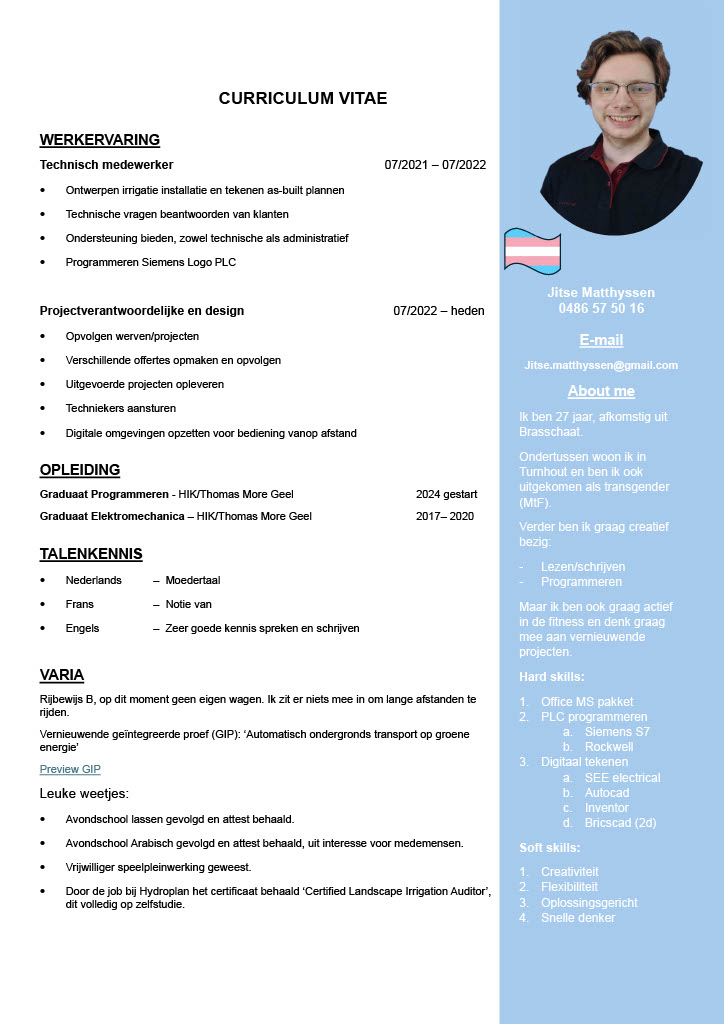 CURRICULUM VITAE
WERKERVARING
Technisch medewerker 07/2021 – 07/2022
• Ontwerpen irrigatie installatie en tekenen as-built plannen
• Technische vragen beantwoorden van klanten
• Ondersteuning bieden, zowel technische als administratief
• Programmeren Siemens Logo PLC
Projectverantwoordelijke en design 07/2022 – heden
• Opvolgen werven/projecten
• Verschillende offertes opmaken en opvolgen
• Uitgevoerde projecten opleveren
• Techniekers aansturen
• Digitale omgevingen opzetten voor bediening vanop afstand
OPLEIDING
Graduaat Programmeren - HIK/Thomas More Geel 2024 gestart
Graduaat Elektromechanica – HIK/Thomas More Geel 2017– 2020
TALENKENNIS
• Nederlands – Moedertaal
• Frans – Notie van
• Engels – Zeer goede kennis spreken en schrijven
VARIA
Rijbewijs B, op dit moment geen eigen wagen. Ik zit er niets mee in om lange afstanden te
rijden.
Vernieuwende geïntegreerde proef (GIP): ‘Automatisch ondergronds transport op groene
energie’
Preview GIP
Leuke weetjes:
• Avondschool lassen gevolgd en attest behaald.
• Avondschool Arabisch gevolgd en attest behaald, uit interesse voor medemensen.
• Vrijwilliger speelpleinwerking geweest.
• Door de job bij Hydroplan het certificaat behaald ‘Certified Landscape Irrigation Auditor’,
dit volledig op zelfstudie.
Jitse Matthyssen
0486 57 50 16
E-mail
Jitse.matthyssen@gmail.com
About me
Ik ben 27 jaar, afkomstig uit
Brasschaat.
Ondertussen woon ik in
Turnhout en ben ik ook
uitgekomen als transgender
(MtF).
Verder ben ik graag creatief
bezig:
- Lezen/schrijven
- Programmeren
Maar ik ben ook graag actief
in de fitness en denk graag
mee aan vernieuwende
projecten.
Hard skills:
1. Office MS pakket
2. PLC programmeren
a. Siemens S7
b. Rockwell
3. Digitaal tekenen
a. SEE electrical
b. Autocad
c. Inventor
d. Bricscad (2d)
Soft skills:
1. Creativiteit
2. Flexibiliteit
3. Oplossingsgericht
4. Snelle denker